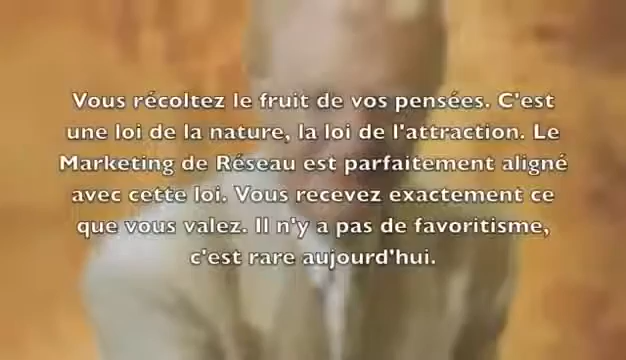 Vous récoltez le fruit de vos pensées. C'est
une loi de la nature, la loi de l'attraction. Le
Marketing de Réseau est parfaitement aligné
avec cette loi. Vous recevez exactement ce
que vous valez. Il n'y a pas de favoritisme,
c'est rare aujourd'hui.